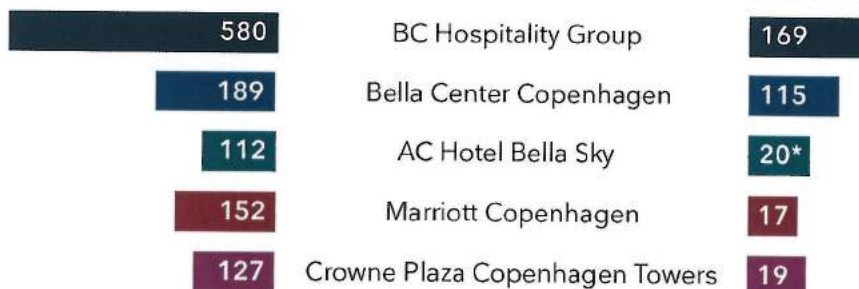 580 BC Hospitality Group 169
189 Bella Center Copenhagen 115
112 AC Hotel Bella Sky 20*
152 Marriott Copenhagen 17
127 Crowne Plaza Copenhagen Towers 19